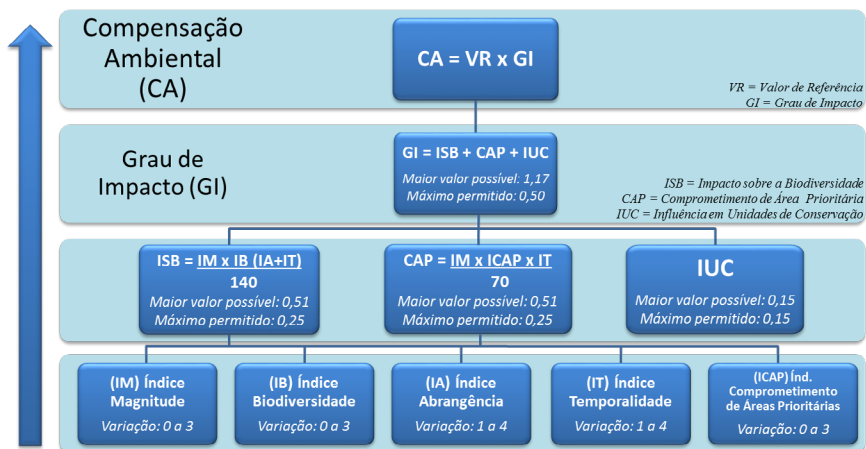 Compensação
Ambiental
(CA)
CA = VR x GI
VR = Valor de Referência
GI = Grau de Impacto
Grau de
Impacto (GI)
GI = ISB + CAP + IUC
Maior valor possível: 1,17
Máximo permitido: 0,50
ISB = Impacto sobre a Biodiversidade
CAP = Comprometimento de Área Prioritária
IUC = Influência em Unidades de Conservação
ISB = IM x IB (IA+IT)
140
Maior valor possível: 0,51
Máximo permitido: 0,25
CAP = IM x ICAP x IT
70
Maior valor possível: 0,51
Máximo permitido: 0,25
IUC
Maior valor possível: 0,15
Máximo permitido: 0,15
(IM) Índice
Magnitude
Variação: 0 a 3
(IB) Índice
Biodiversidade
Variação: 0 a 3
(IA) Índice
Abrangência
Variação: 1 a 4
(IT) Índice
Temporalidade
Variação: 1 a 4
(ICAP) Índ.
Comprometimento
de Áreas Prioritárias
Variação: 0 a 3